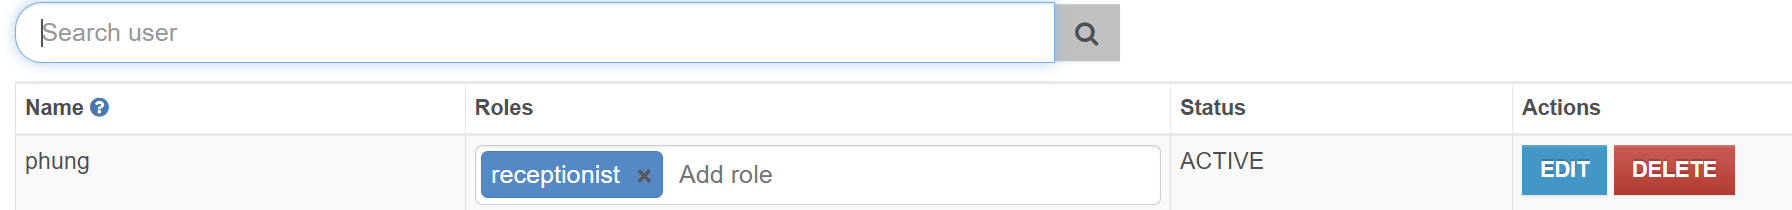 Search user
Name ? Roles Status Actions
phung receptionist × Add role ACTIVE EDIT DELETE